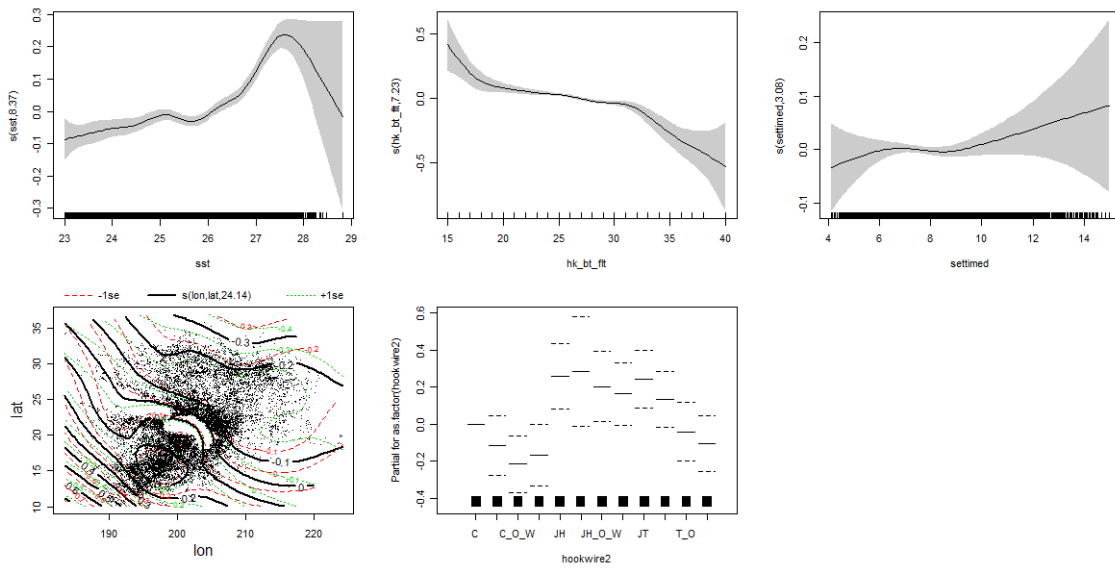 s(sst,8.37)
0.3
0.2
0.1
0.0
-0.1
-0.2
-0.3
23 24 25 26 27 28 29
sst
s(hk_bt_flt,7.23)
0.5
0.0
-0.5
15 20 25 30 35 40
hk_bt_flt
s(settimed,3.08)
0.2
0.1
0.0
-0.1
4 6 8 10 12 14
settimed
-1se s(lon,lat,24.14) +1se
lat
35
30
25
20
15
10
-0.3
-0.2
-0.1
0
-0.2
190 200 210 220
lon
Partial for as.factor(hookwire2)
0.6
0.4
0.2
0.0
-0.2
-0.4
C C_O_W JH JH_O_W JT T_O
hookwire2